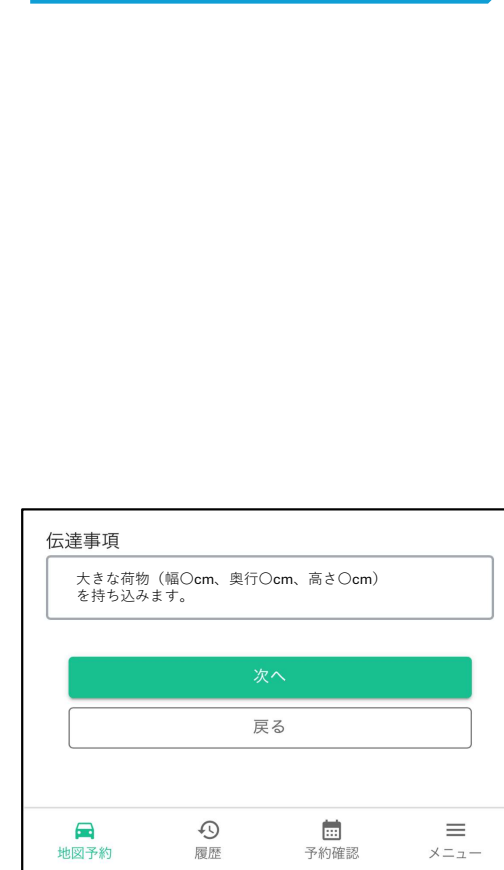 伝達事項
大きな荷物（幅〇cm、奥行〇cm、高さ〇cm）
を持ち込みます。
次へ
戻る
地図予約 履歴 予約確認 メニュー